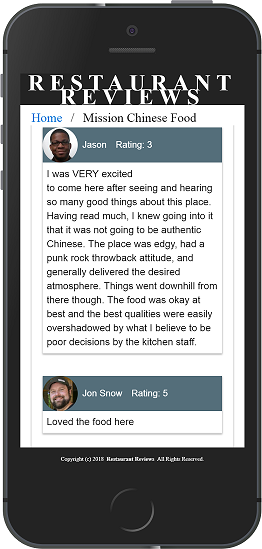 RESTAURANT
REVIEWS
Home / Mission Chinese Food
Jason Rating: 3
I was VERY excited
to come here after seeing and hearing
so many good things about this place.
Having read much, I knew going into it
that it was not going to be authentic
Chinese. The place was edgy, had a
punk rock throwback attitude, and
generally delivered the desired
atmosphere. Things went downhill from
there though. The food was okay at
best and the best qualities were easily
overshadowed by what I believe to be
poor decisions by the kitchen staff.
Jon Snow Rating: 5
Loved the food here
Copyright (c) 2018 Restaurant Reviews All Rights Reserved.